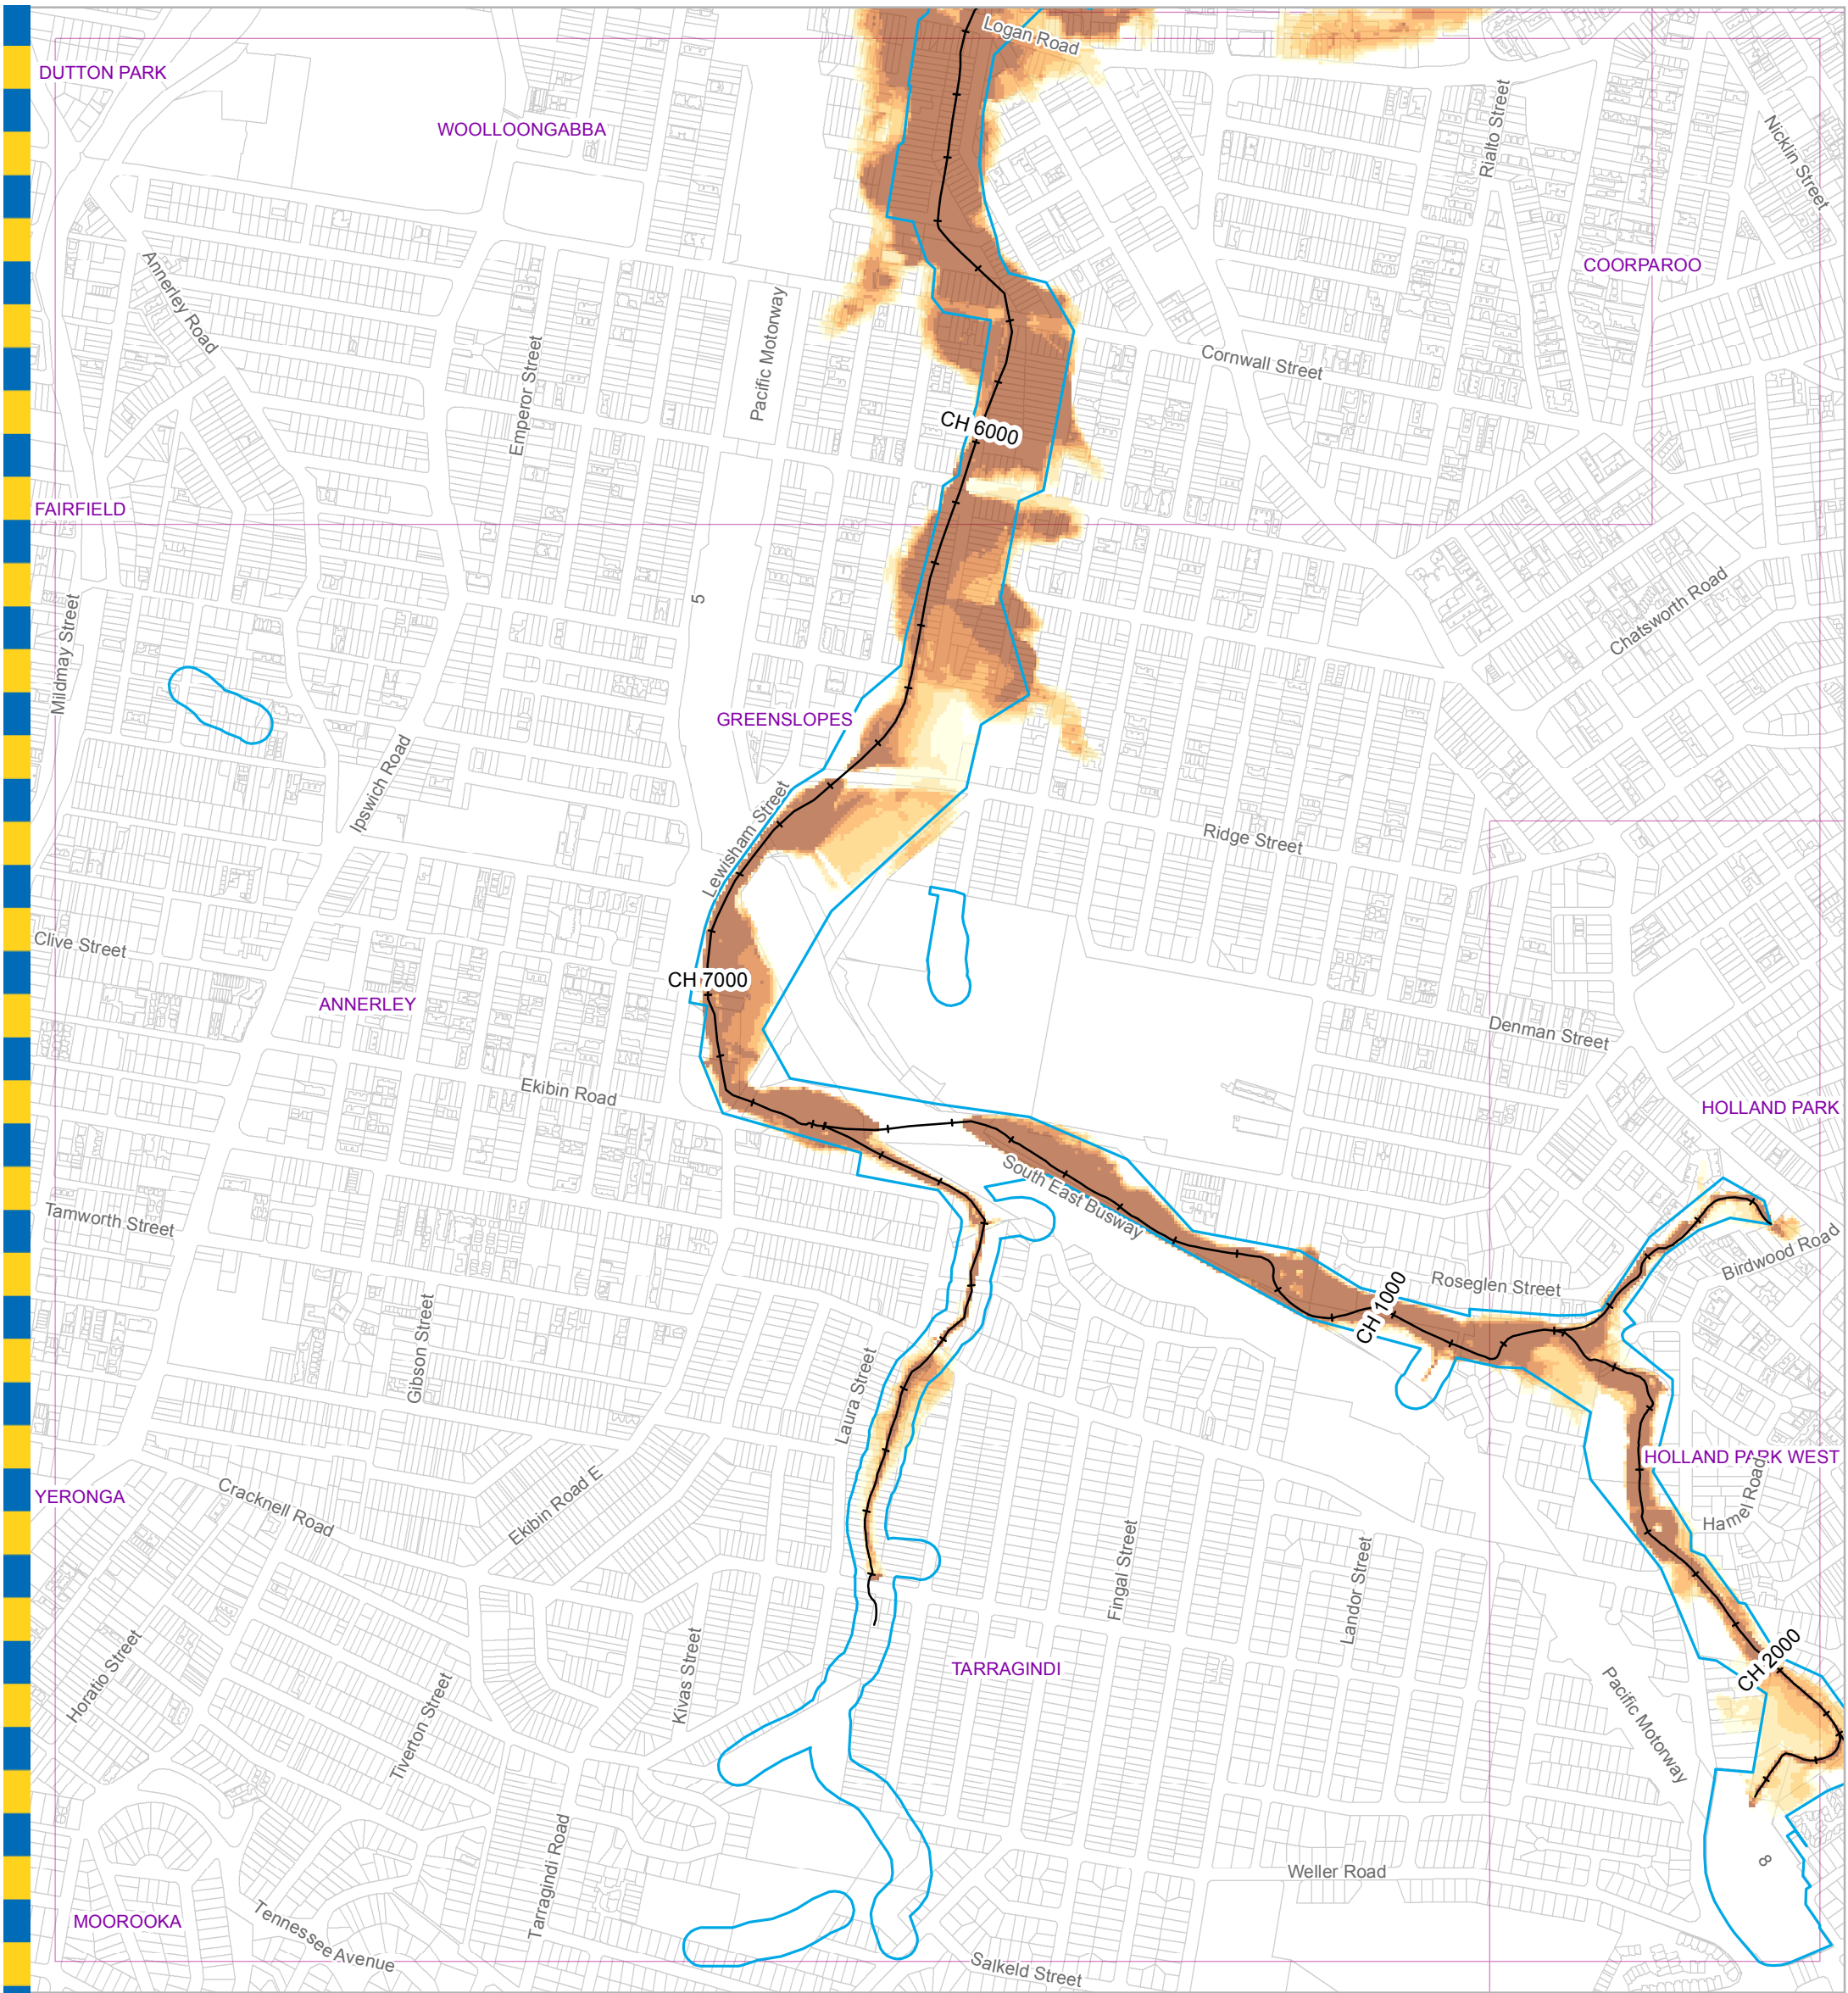 Logan Road
DUTTON PARK
WOOLLOONGABBA
Rialto Street
Nicklin Street
COORPAROO
Annerley Road
Pacific Motorway
Emperor Street
Cornwall Street
CH 6000
FAIRFIELD
Chatsworth Road
5
Mildmay Street
GREENSLOPES
Ipswich Road
Lewisham Street
Ridge Street
Clive Street
CH 7000
ANNERLEY
Denman Street
Ekibin Road
HOLLAND PARK
South East Busway
Tamworth Street
Birdwood Road
Roseglen Street
CH 1000
Gibson Street
Laura Street
HOLLAND PARK WEST
YERONGA
Cracknell Road
Ekibin Road E
Hamel Road
Fingal Street
Landor Street
Horatio Street
Kivas Street
TARRAGINDI
CH 2000
Tiverton Street
Pacific Motorway
Tarragindi Road
Weller Road
8
MOOROOKA
Tennessee Avenue
Salkeld Street